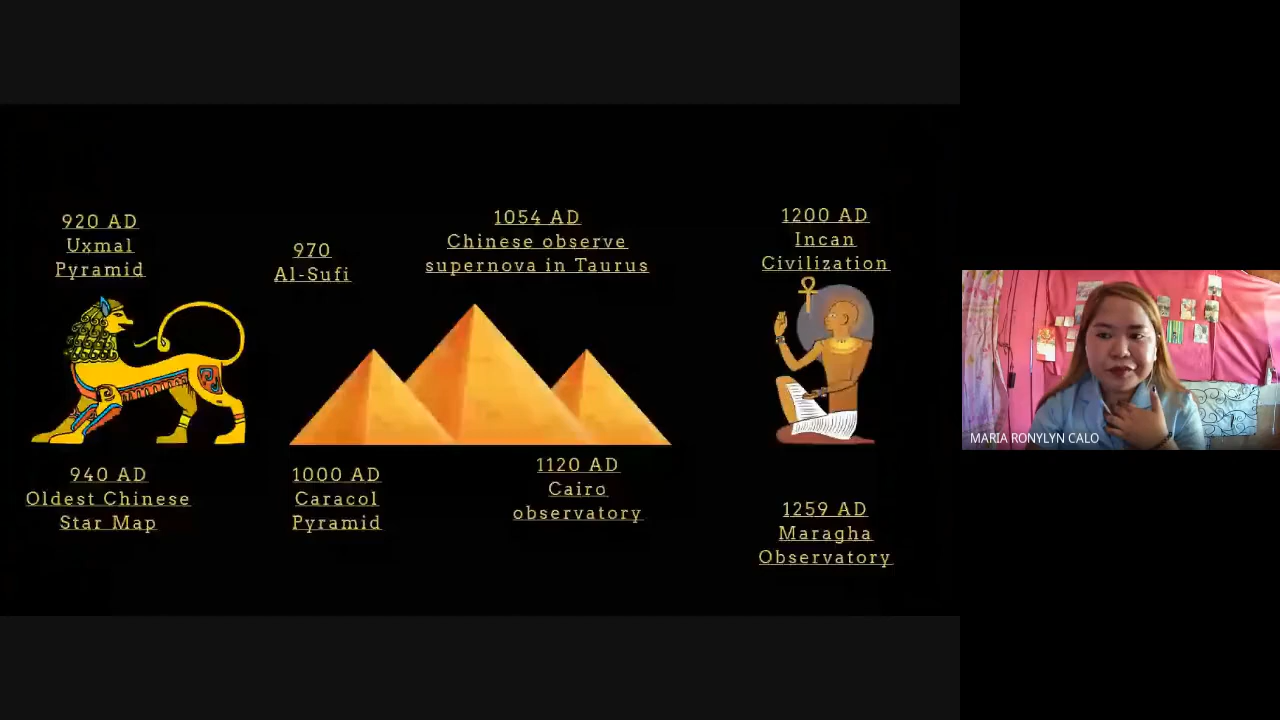 920 AD
Uxmal
Pyramid
970
Al-Sufi
1054 AD
Chinese observe
supernova in Taurus
1200 AD
Incan
Civilization
940 AD
Oldest Chinese
Star Map
1000 AD
Caracol
Pyramid
1120 AD
Cairo
observatory
1259 AD
Maragha
Observatory
MARIA RONYLYN CALO